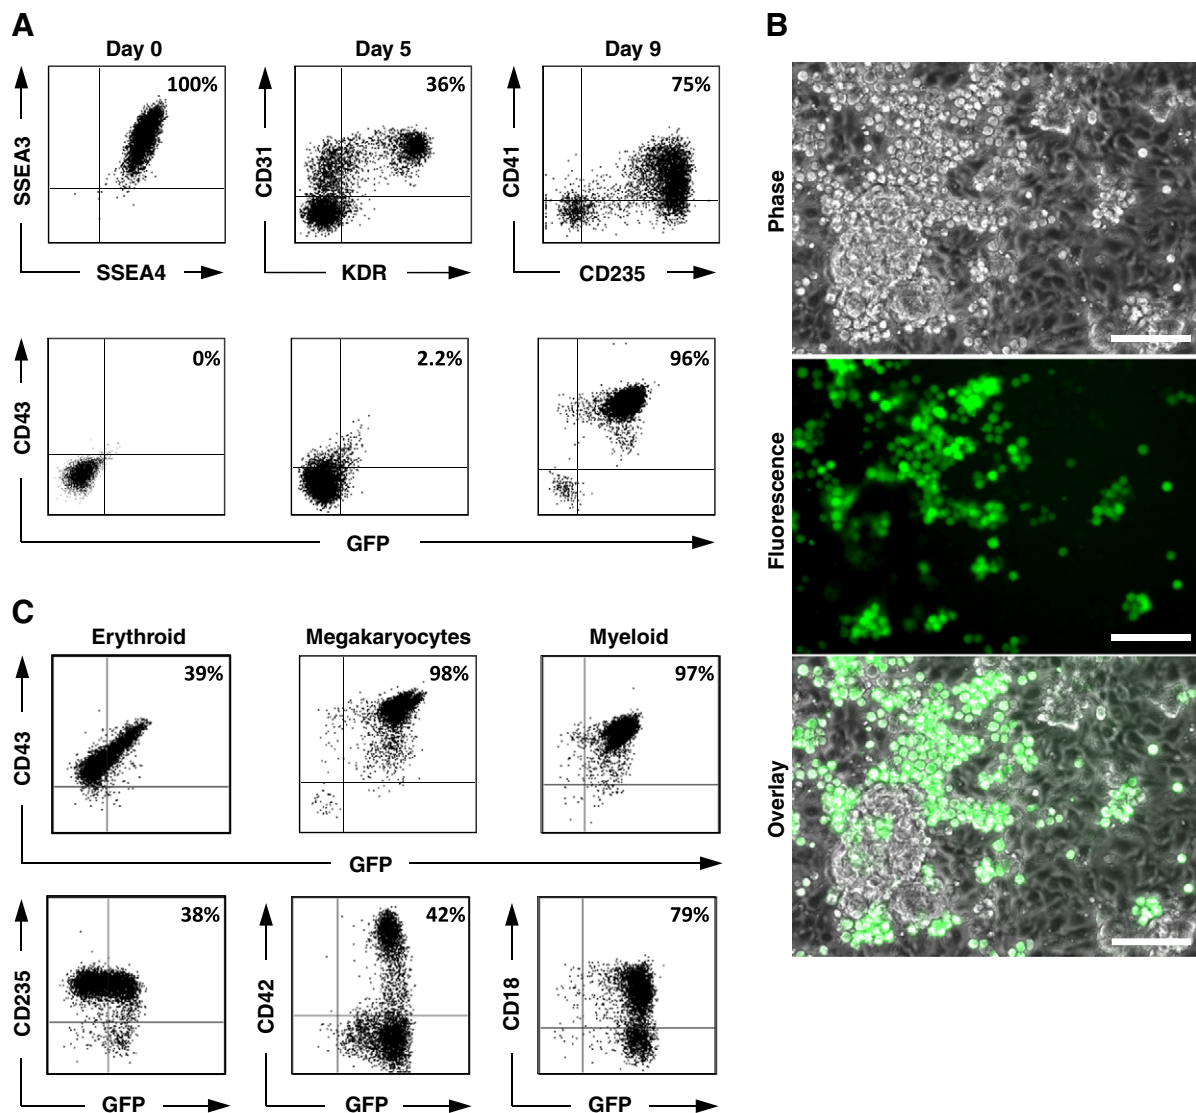 A
Day 0
Day 5
Day 9
100%
36%
75%
SSEA3
CD31
CD41
SSEA4
KDR
CD235
0%
2.2%
96%
CD43
GFP
B
Phase
Fluorescence
Overlay
C
Erythroid
Megakaryocytes
Myeloid
39%
98%
97%
CD43
GFP
38%
42%
79%
CD235
CD42
CD18
GFP
GFP
GFP